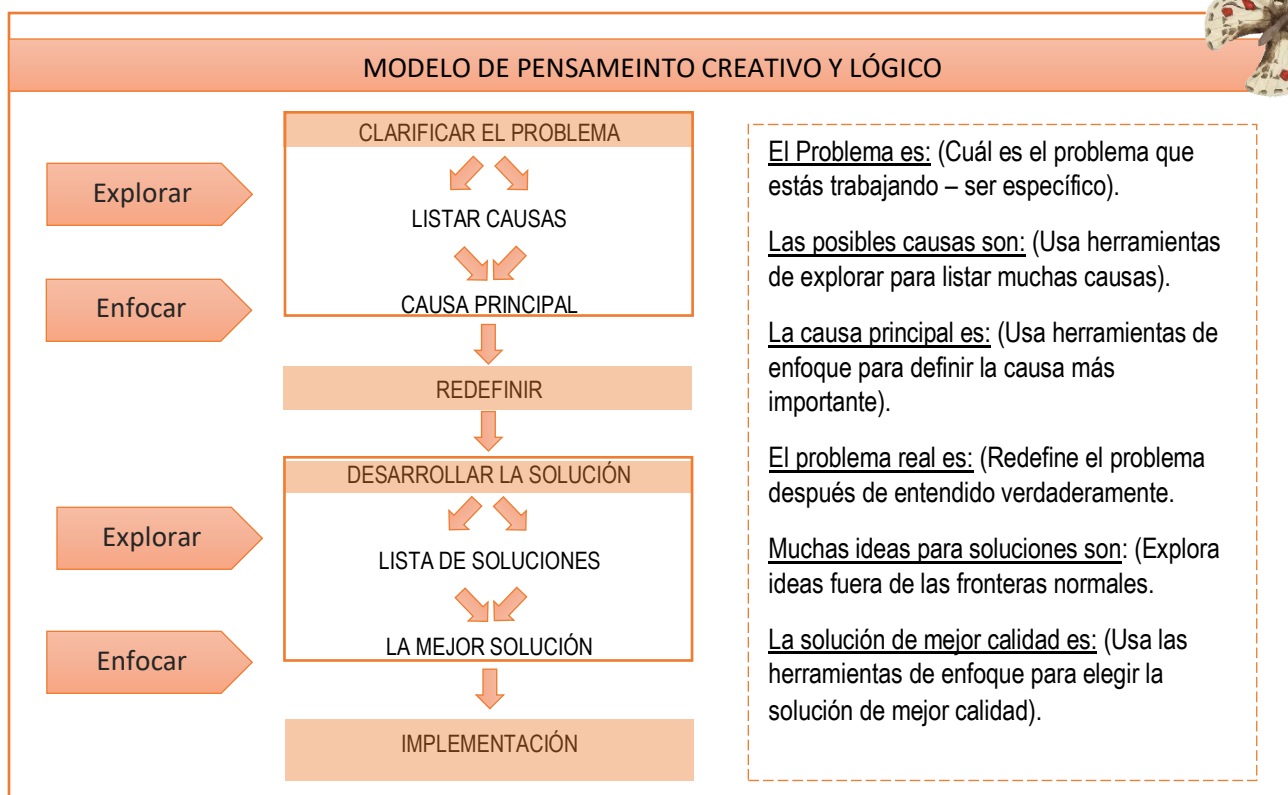 MODELO DE PENSAMEINTO CREATIVO Y LÓGICO
CLARIFICAR EL PROBLEMA
Explorar
LISTAR CAUSAS
Enfocar
CAUSA PRINCIPAL
REDEFINIR
DESARROLLAR LA SOLUCIÓN
Explorar
LISTA DE SOLUCIONES
Enfocar
LA MEJOR SOLUCIÓN
IMPLEMENTACIÓN
El Problema es: (Cuál es el problema que
estás trabajando – ser específico).
Las posibles causas son: (Usa herramientas
de explorar para listar muchas causas).
La causa principal es: (Usa herramientas de
enfoque para definir la causa más
importante).
El problema real es: (Redefine el problema
después de entendido verdaderamente.
Muchas ideas para soluciones son: (Explora
ideas fuera de las fronteras normales.
La solución de mejor calidad es: (Usa las
herramientas de enfoque para elegir la
solución de mejor calidad).